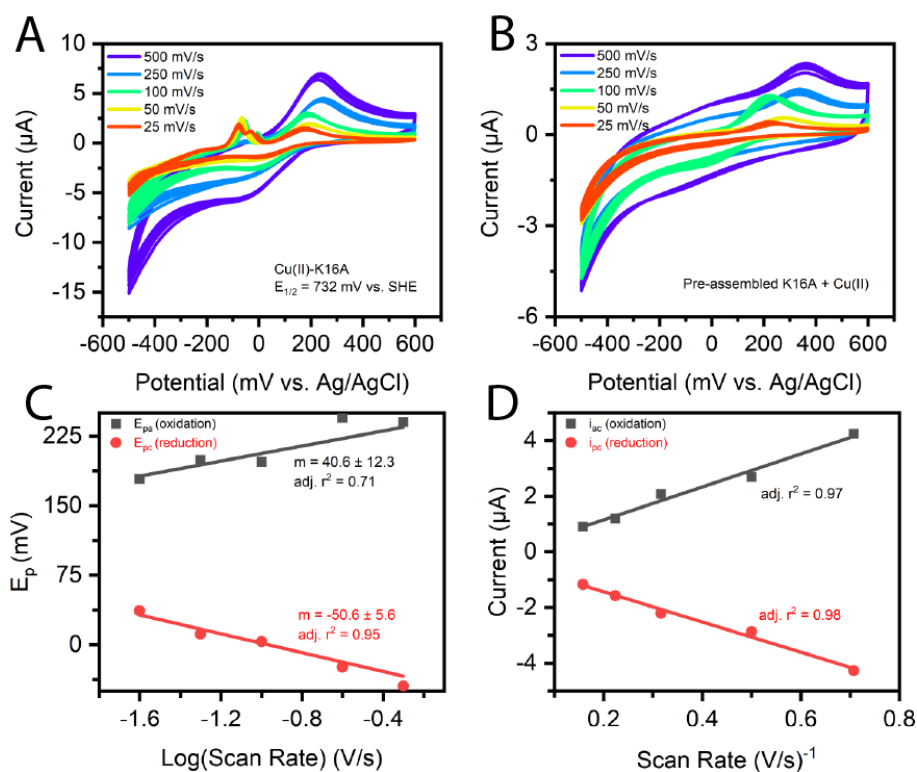 A
10
5
0
-5
-10
-15
Current (µA)
500 mV/s
250 mV/s
100 mV/s
50 mV/s
25 mV/s
Cu(II)-K16A
E1/2 = 732 mV vs. SHE
-600 -400 -200 0 200 400 600
Potential (mV vs. Ag/AgCl)
B
3
0
-3
-6
Current (µA)
500 mV/s
250 mV/s
100 mV/s
50 mV/s
25 mV/s
Pre-assembled K16A + Cu(II)
-600 -400 -200 0 200 400 600
Potential (mV vs. Ag/AgCl)
C
225
150
75
0
Ep (mV)
Epa (oxidation)
Epc (reduction)
m = 40.6 ± 12.3
adj. r² = 0.71
m = -50.6 ± 5.6
adj. r² = 0.95
-1.6 -1.2 -0.8 -0.4
Log(Scan Rate) (V/s)
D
4
2
0
-2
-4
Current (µA)
iac (oxidation)
ipc (reduction)
adj. r² = 0.97
adj. r² = 0.98
0.2 0.4 0.6 0.8
Scan Rate (V/s)⁻¹